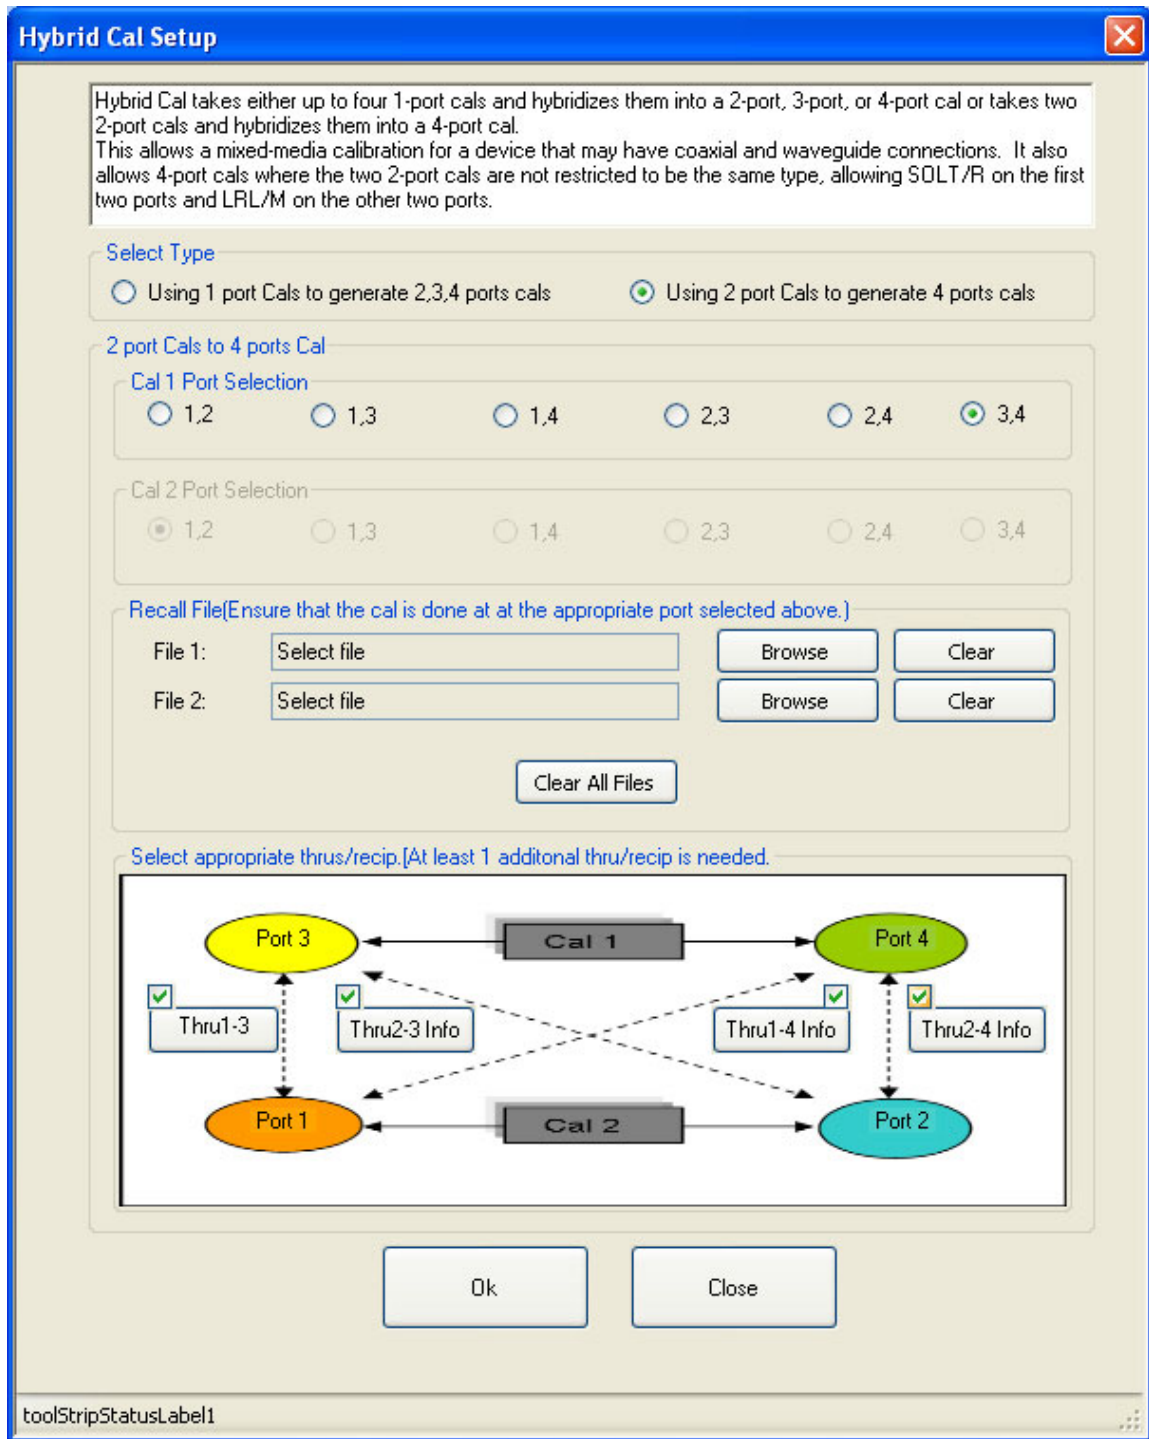 Hybrid Cal Setup
Hybrid Cal takes either up to four 1-port cals and hybridizes them into a 2-port, 3-port, or 4-port cal or takes two
2-port cals and hybridizes them into a 4-port cal.
This allows a mixed-media calibration for a device that may have coaxial and waveguide connections. It also
allows 4-port cals where the two 2-port cals are not restricted to be the same type, allowing SOLT/R on the first
two ports and LRL/M on the other two ports.
Select Type
Using 1 port Cals to generate 2,3,4 ports cals
Using 2 port Cals to generate 4 ports cals
2 port Cals to 4 ports Cal
Cal 1 Port Selection
1,2 1,3 1,4 2,3 2,4 3,4
Cal 2 Port Selection
1,2 1,3 1,4 2,3 2,4 3,4
Recall File(Ensure that the cal is done at at the appropriate port selected above.)
File 1: Select file Browse Clear
File 2: Select file Browse Clear
Clear All Files
Select appropriate thrus/recip.[At least 1 additonal thru/recip is needed.
Port 3 Cal 1 Port 4
Thru1-3 Thru2-3 Info Thru1-4 Info Thru2-4 Info
Port 1 Cal 2 Port 2
Ok Close
toolStripStatusLabel1